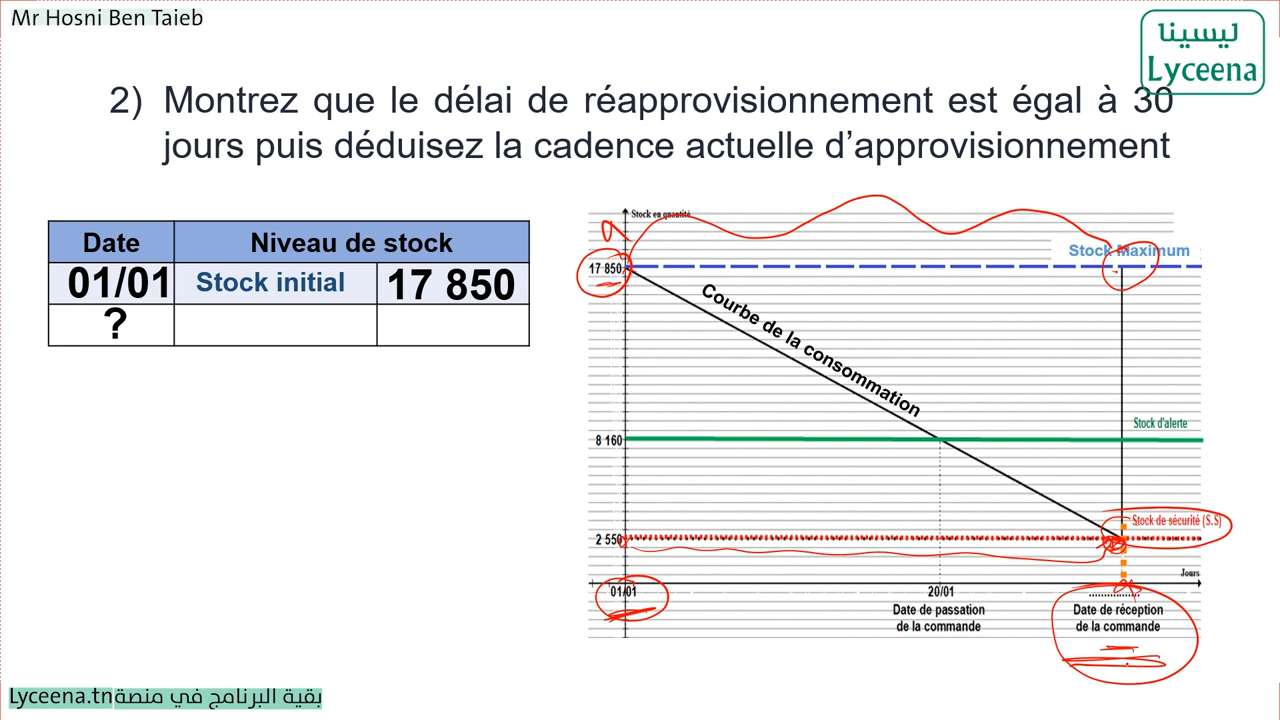 Mr Hosni Ben Taieb
ليسينا
Lyceena
2) Montrez que le délai de réapprovisionnement est égal à 30
jours puis déduisez la cadence actuelle d’approvisionnement
Date Niveau de stock
01/01 Stock initial 17 850
?
Stock en quantité
Stock Maximum
17 850
Courbe de la consommation
Stock d'alerte
8 160
Stock de sécurité (S.S)
2 550
Jours
01/01 20/01 ..................
Date de passation
de la commande
Date de réception
de la commande
Lyceena.tn بقية البرنامج في منصة